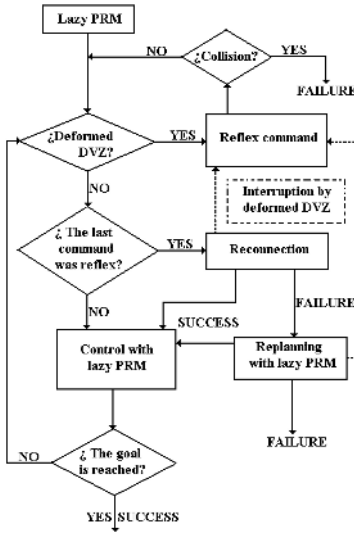 Lazy PRM
NO
¿Collision?
YES
FAILURE
¿Deformed
DVZ?
YES
Reflex command
NO
Interruption by
deformed DVZ
¿ The last
command
was reflex?
YES
Reconnection
NO
FAILURE
SUCCESS
Control with
lazy PRM
Replanning
with lazy PRM
FAILURE
NO
¿ The goal
is reached?
YES SUCCESS